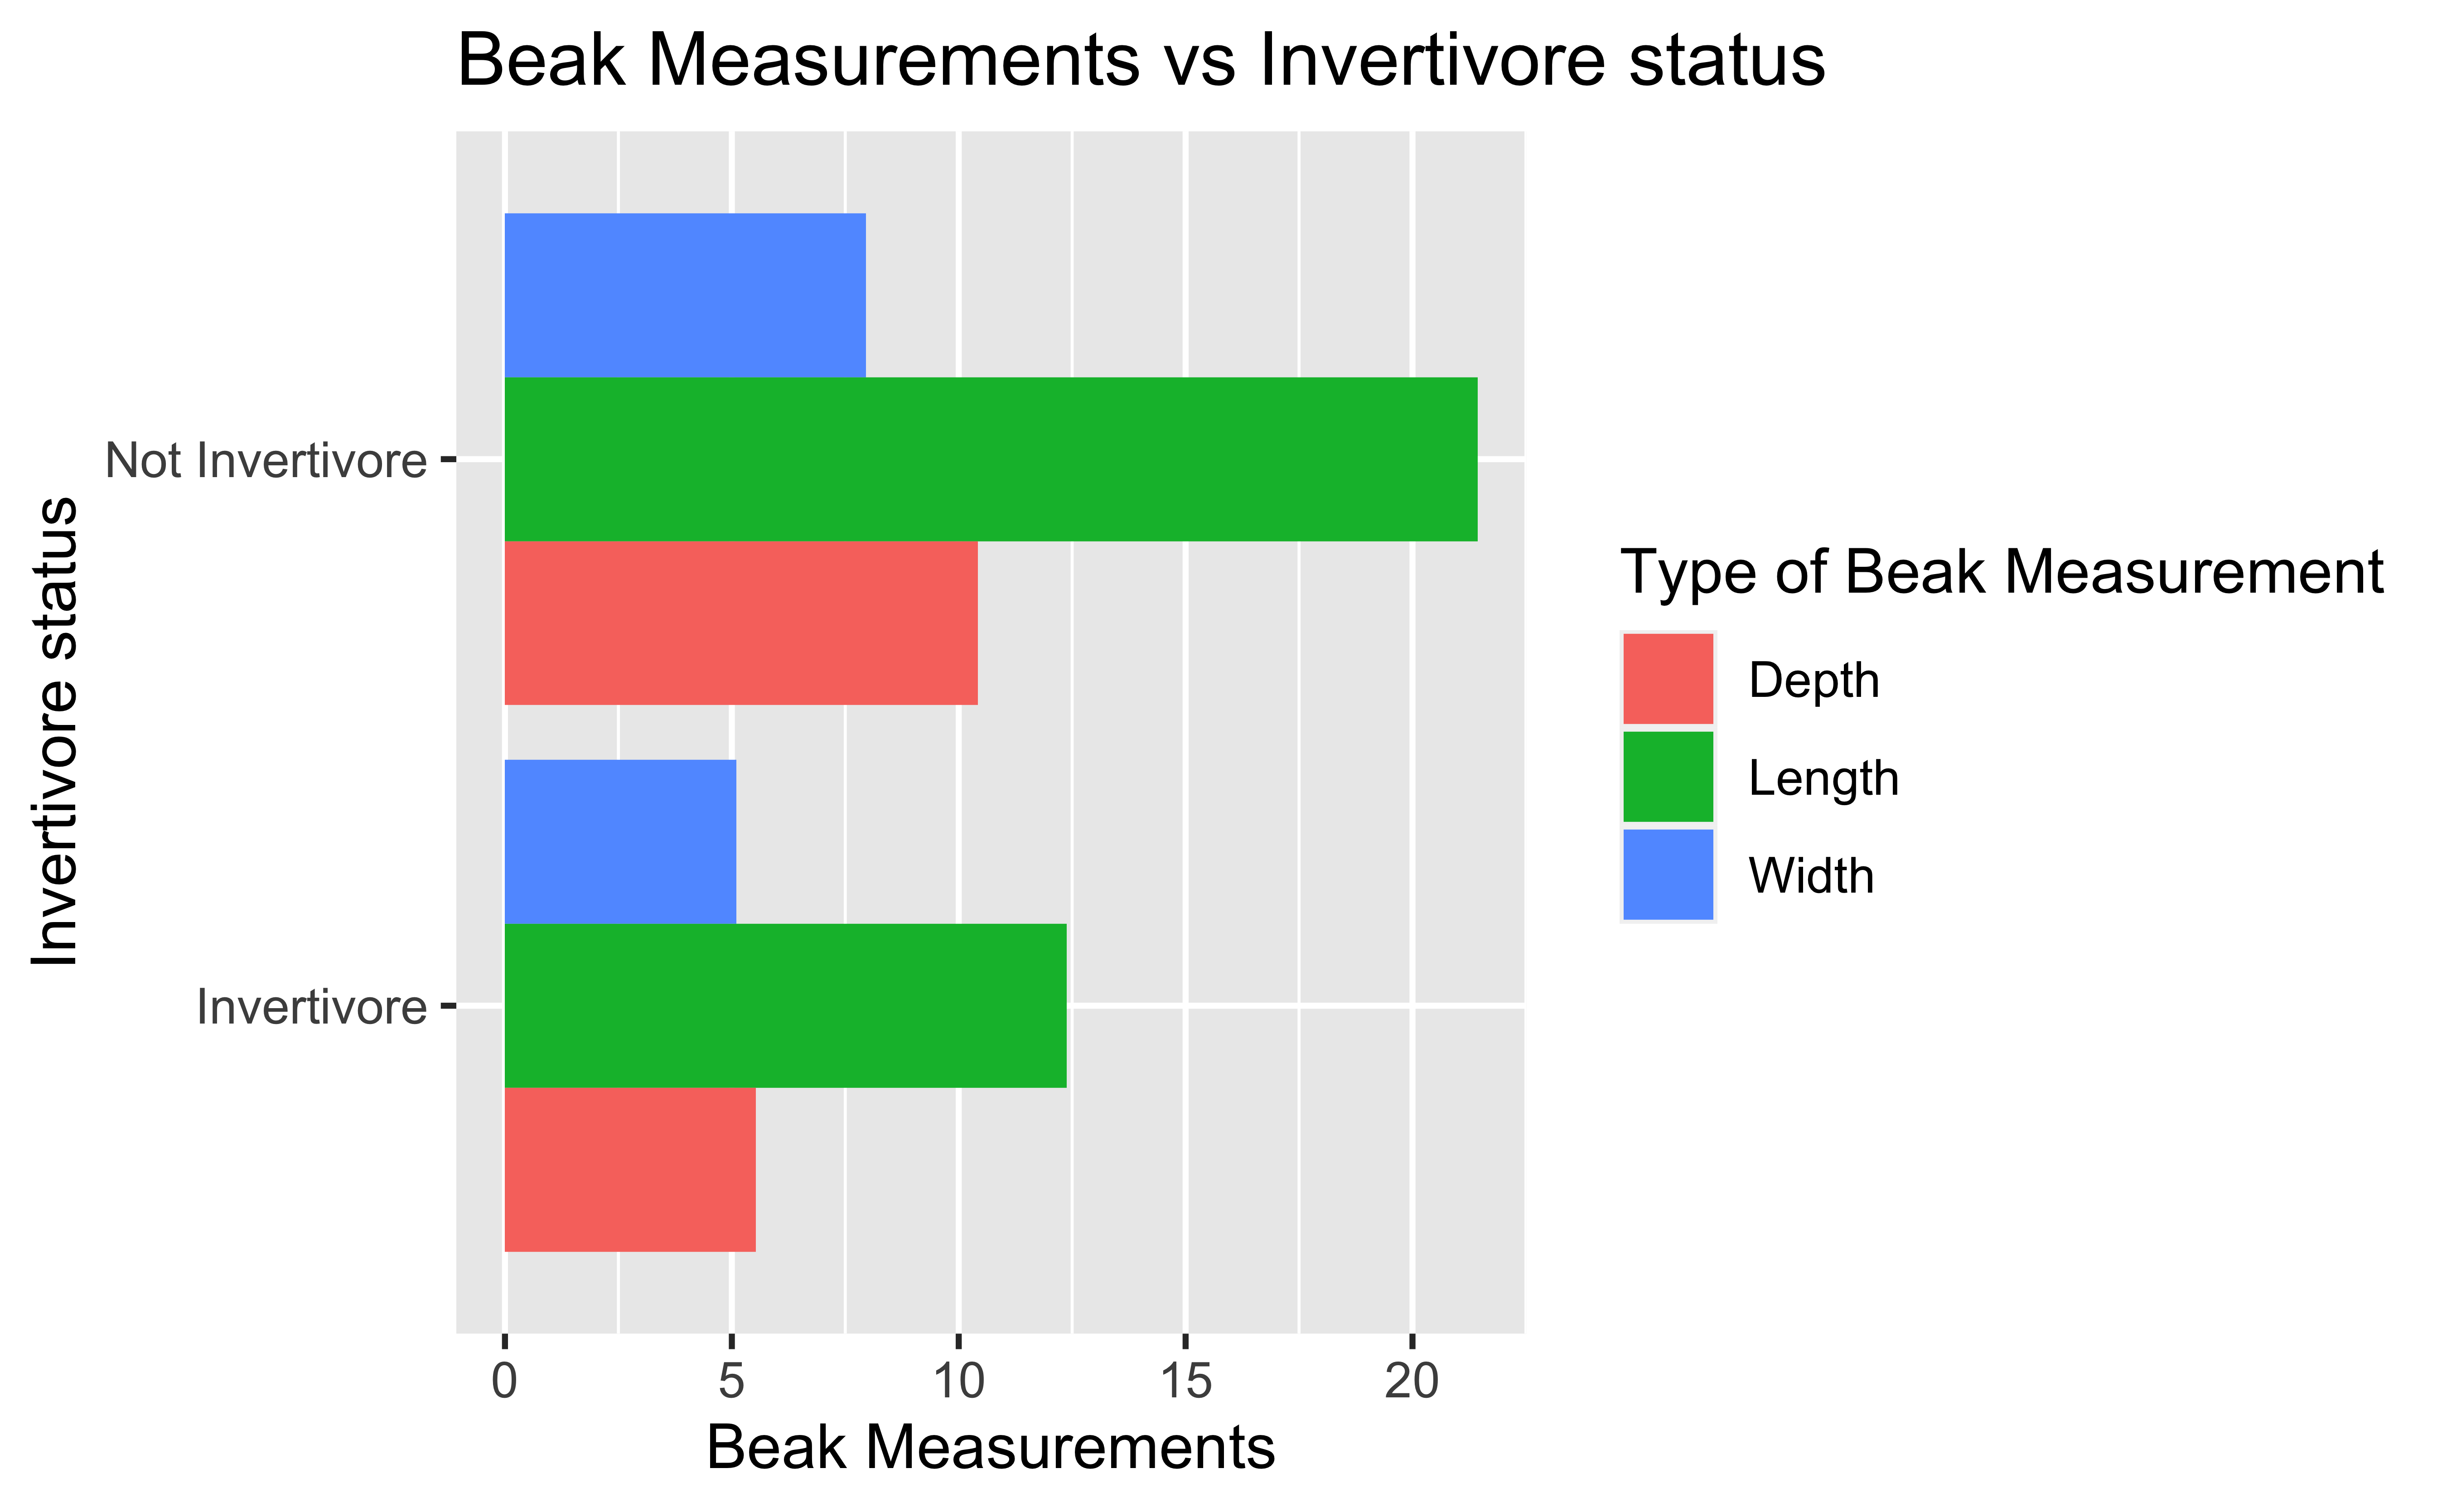 Beak Measurements vs Invertivore status
Invertivore status
Not Invertivore
Invertivore
0 5 10 15 20
Beak Measurements
Type of Beak Measurement
Depth
Length
Width